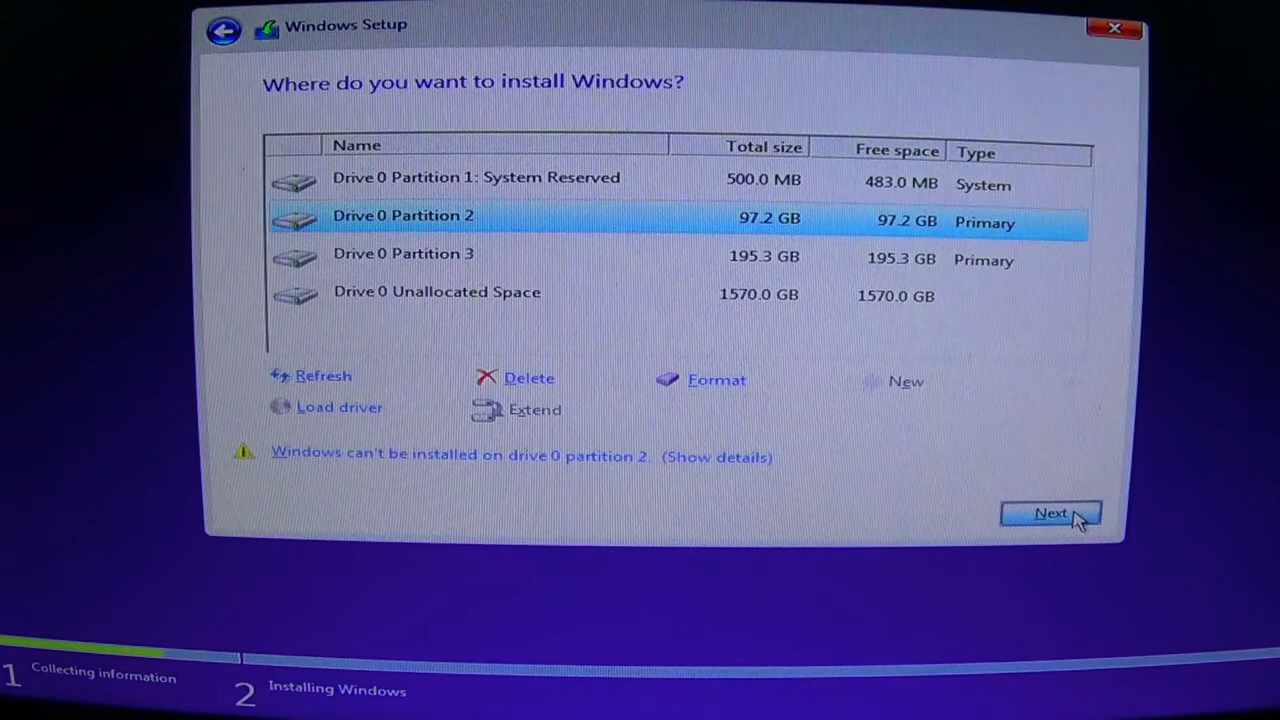 Windows Setup
Where do you want to install Windows?
Name Total size Free space Type
Drive 0 Partition 1: System Reserved 500.0 MB 483.0 MB System
Drive 0 Partition 2 97.2 GB 97.2 GB Primary
Drive 0 Partition 3 195.3 GB 195.3 GB Primary
Drive 0 Unallocated Space 1570.0 GB 1570.0 GB
Refresh Delete Format New
Load driver Extend
Windows can't be installed on drive 0 partition 2. (Show details)
Next
1 Collecting information
2 Installing Windows